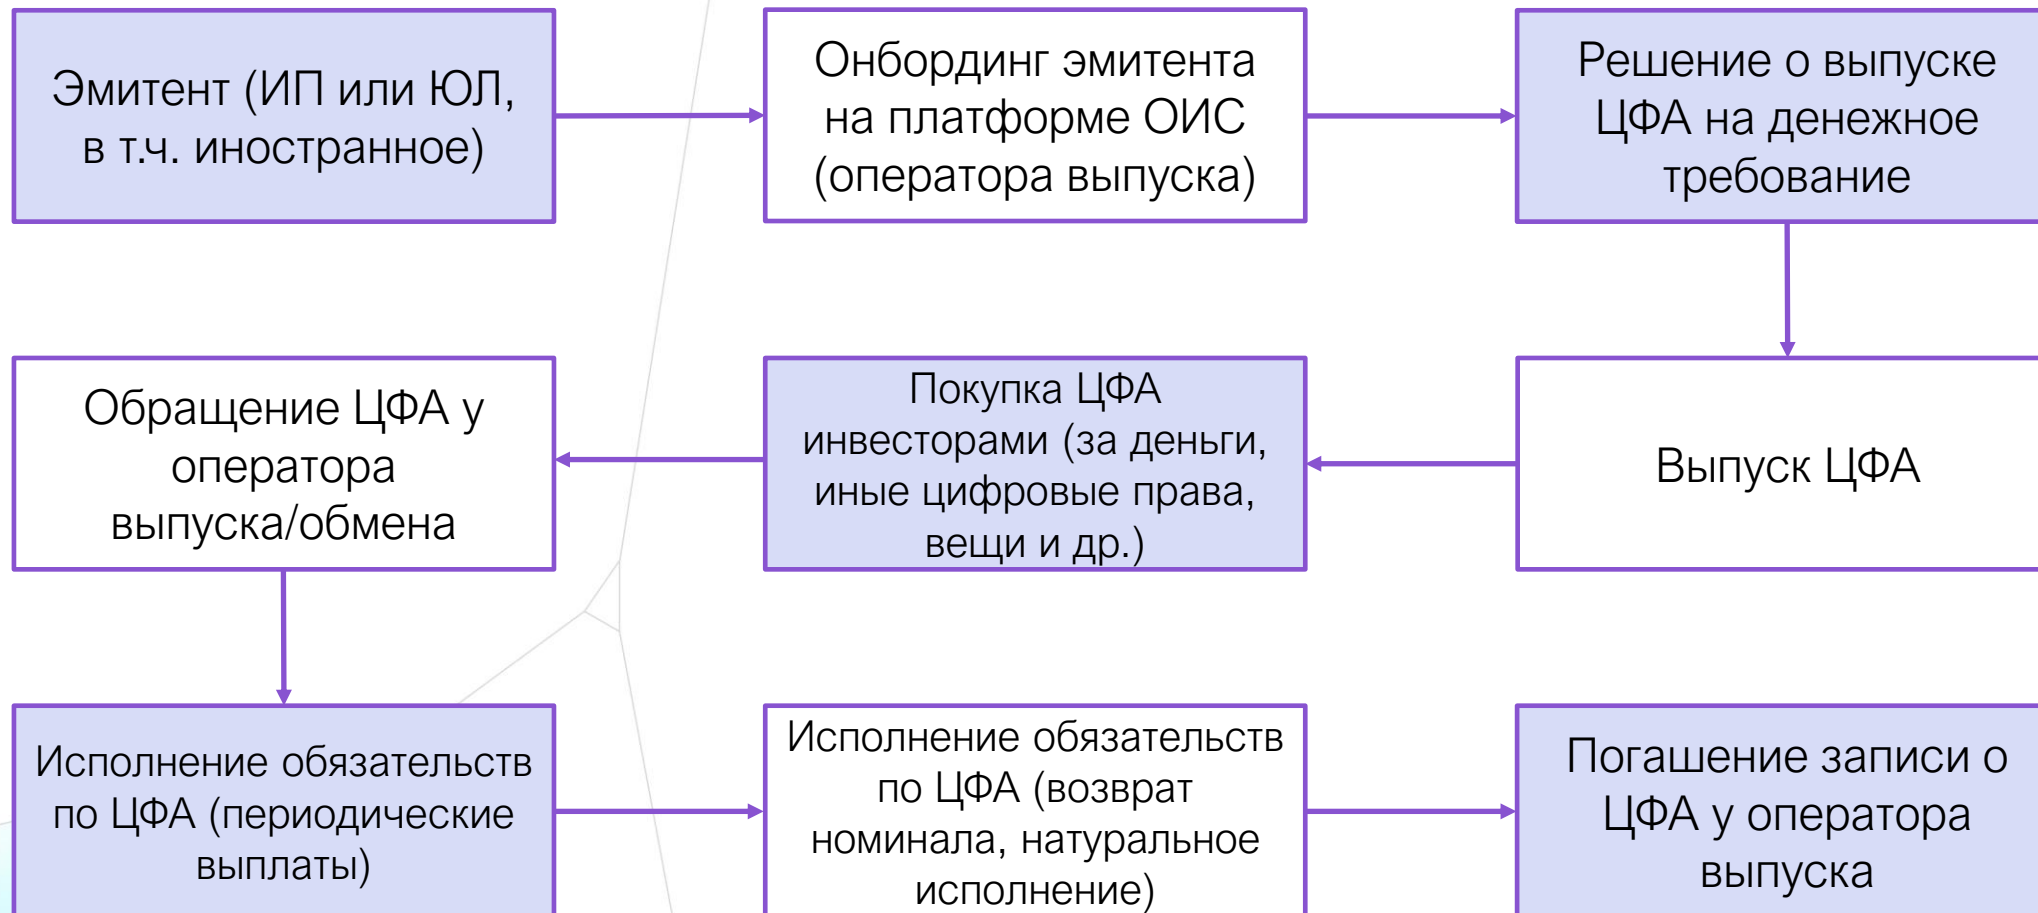 Эмитент (ИП или ЮЛ,
в т.ч. иностранное)
Онбординг эмитента
на платформе ОИС
(оператора выпуска)
Решение о выпуске
ЦФА на денежное
требование
Выпуск ЦФА
Покупка ЦФА
инвесторами (за деньги,
иные цифровые права,
вещи и др.)
Обращение ЦФА у
оператора
выпуска/обмена
Исполнение обязательств
по ЦФА (периодические
выплаты)
Исполнение обязательств
по ЦФА (возврат
номинала, натуральное
исполнение)
Погашение записи о
ЦФА у оператора
выпуска